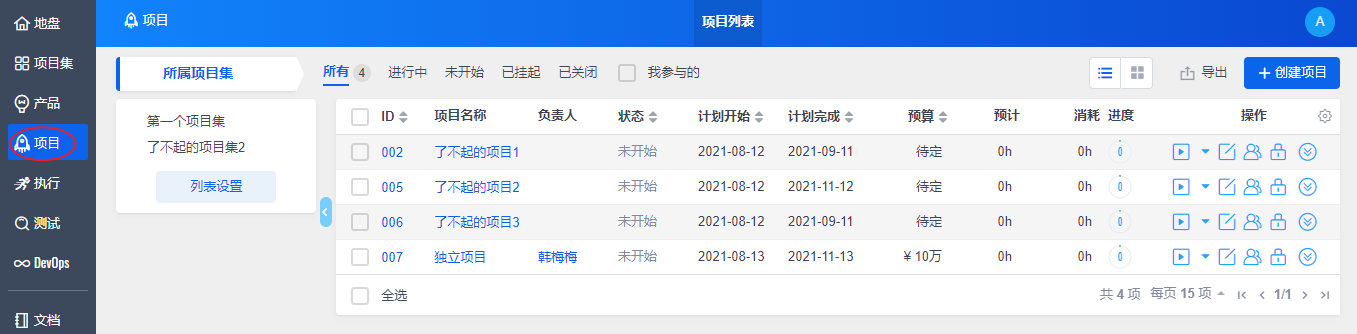 地盘
项目集
产品
项目
执行
测试
DevOps
文档
项目
项目列表
A
所属项目集
第一个项目集
了不起的项目集2
列表设置
所有 4 进行中 未开始 已挂起 已关闭 我参与的
导出
创建项目
ID 项目名称 负责人 状态 计划开始 计划完成 预算 预计 消耗 进度 操作
002 了不起的项目1 未开始 2021-08-12 2021-09-11 待定 0h 0h 0
005 了不起的项目2 未开始 2021-08-12 2021-11-12 待定 0h 0h 0
006 了不起的项目3 未开始 2021-08-12 2021-09-11 待定 0h 0h 0
007 独立项目 韩梅梅 未开始 2021-08-13 2021-11-13 ¥ 10万 0h 0h 0
全选
共 4 项 每页 15 项 1/1